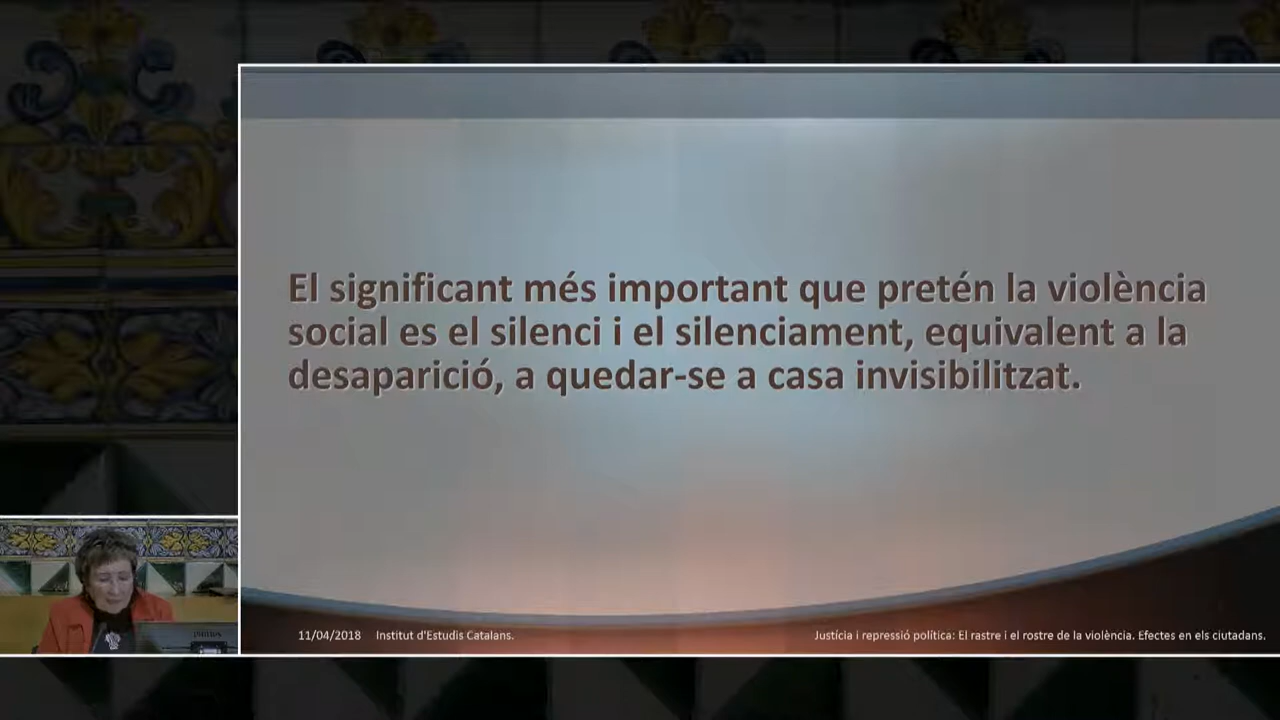 El significant més important que pretén la violència
social es el silenci i el silenciament, equivalent a la
desaparició, a quedar-se a casa invisibilitzat.
11/04/2018 Institut d'Estudis Catalans.
Justícia i repressió política: El rastre i el rostre de la violència. Efectes en els ciutadans.